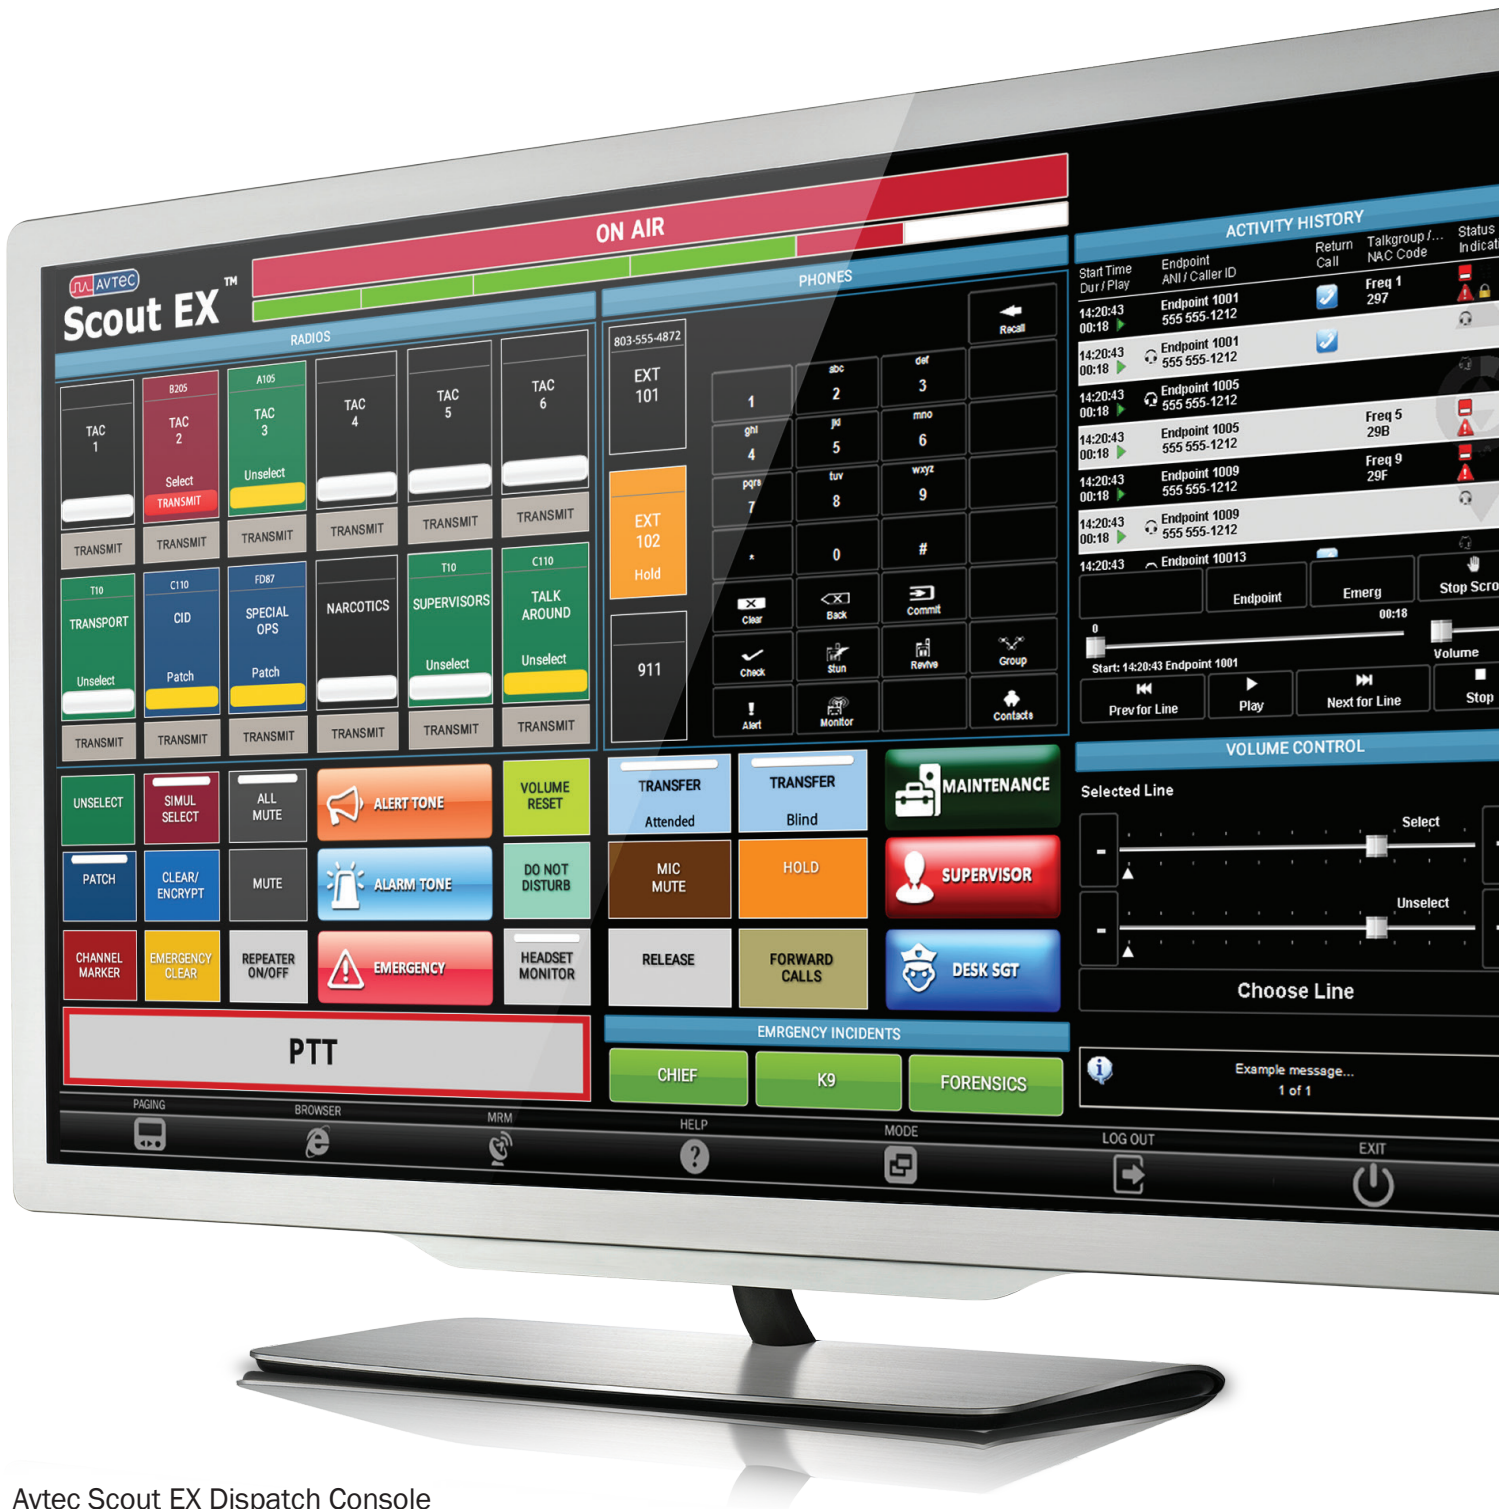 AVTEC
Scout EX™
ON AIR
RADIOS
TAC
1
B205
TAC
2
Select
TRANSMIT
A105
TAC
3
Unselect
TAC
4
TAC
5
TAC
6
TRANSMIT
TRANSMIT
TRANSMIT
TRANSMIT
TRANSMIT
TRANSMIT
T10
TRANSPORT
Unselect
C110
CID
Patch
FD87
SPECIAL
OPS
Patch
NARCOTICS
T10
SUPERVISORS
Unselect
C110
TALK
AROUND
Unselect
TRANSMIT
TRANSMIT
TRANSMIT
TRANSMIT
TRANSMIT
TRANSMIT
UNSELECT
SIMUL
SELECT
ALL
MUTE
ALERT TONE
VOLUME
RESET
PATCH
CLEAR/
ENCRYPT
MUTE
ALARM TONE
DO NOT
DISTURB
CHANNEL
MARKER
EMERGENCY
CLEAR
REPEATER
ON/OFF
EMERGENCY
HEADSET
MONITOR
PTT
PHONES
803-555-4872
EXT
101
EXT
102
Hold
911
Recall
1
abc
2
def
3
ghi
4
jkl
5
mno
6
pqrs
7
tuv
8
wxyz
9
*
0
#
Clear
Back
Commit
Check
Stun
Revive
Group
Alert
Monitor
Contacts
TRANSFER
Attended
TRANSFER
Blind
MAINTENANCE
MIC
MUTE
HOLD
SUPERVISOR
RELEASE
FORWARD
CALLS
DESK SGT
EMRGENCY INCIDENTS
CHIEF
K9
FORENSICS
ACTIVITY HISTORY
Start Time
Dur / Play
Endpoint
ANI / Caller ID
Return
Call
Talkgroup /...
NAC Code
Status
Indicat
14:20:43
00:18
Endpoint 1001
555 555-1212
Freq 1
297
14:20:43
00:18
Endpoint 1001
555 555-1212
14:20:43
00:18
Endpoint 1005
555 555-1212
14:20:43
00:18
Endpoint 1005
555 555-1212
Freq 5
29B
14:20:43
00:18
Endpoint 1009
555 555-1212
Freq 9
29F
14:20:43
00:18
Endpoint 1009
555 555-1212
14:20:43
Endpoint 10013
Endpoint
Emerg
Stop Scro
0
00:18
Start: 14:20:43 Endpoint 1001
Volume
Prev for Line
Play
Next for Line
Stop
VOLUME CONTROL
Selected Line
Select
-
Unselect
-
Choose Line
Example message...
1 of 1
PAGING
BROWSER
MRM
HELP
MODE
LOG OUT
EXIT
Avtec Scout EX Dispatch Console